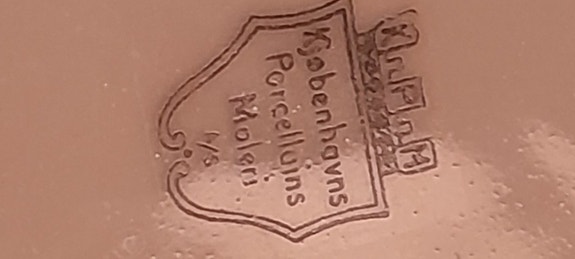 K.P.M
Kjøbenhavns
Porcellains
Maleri
I/S